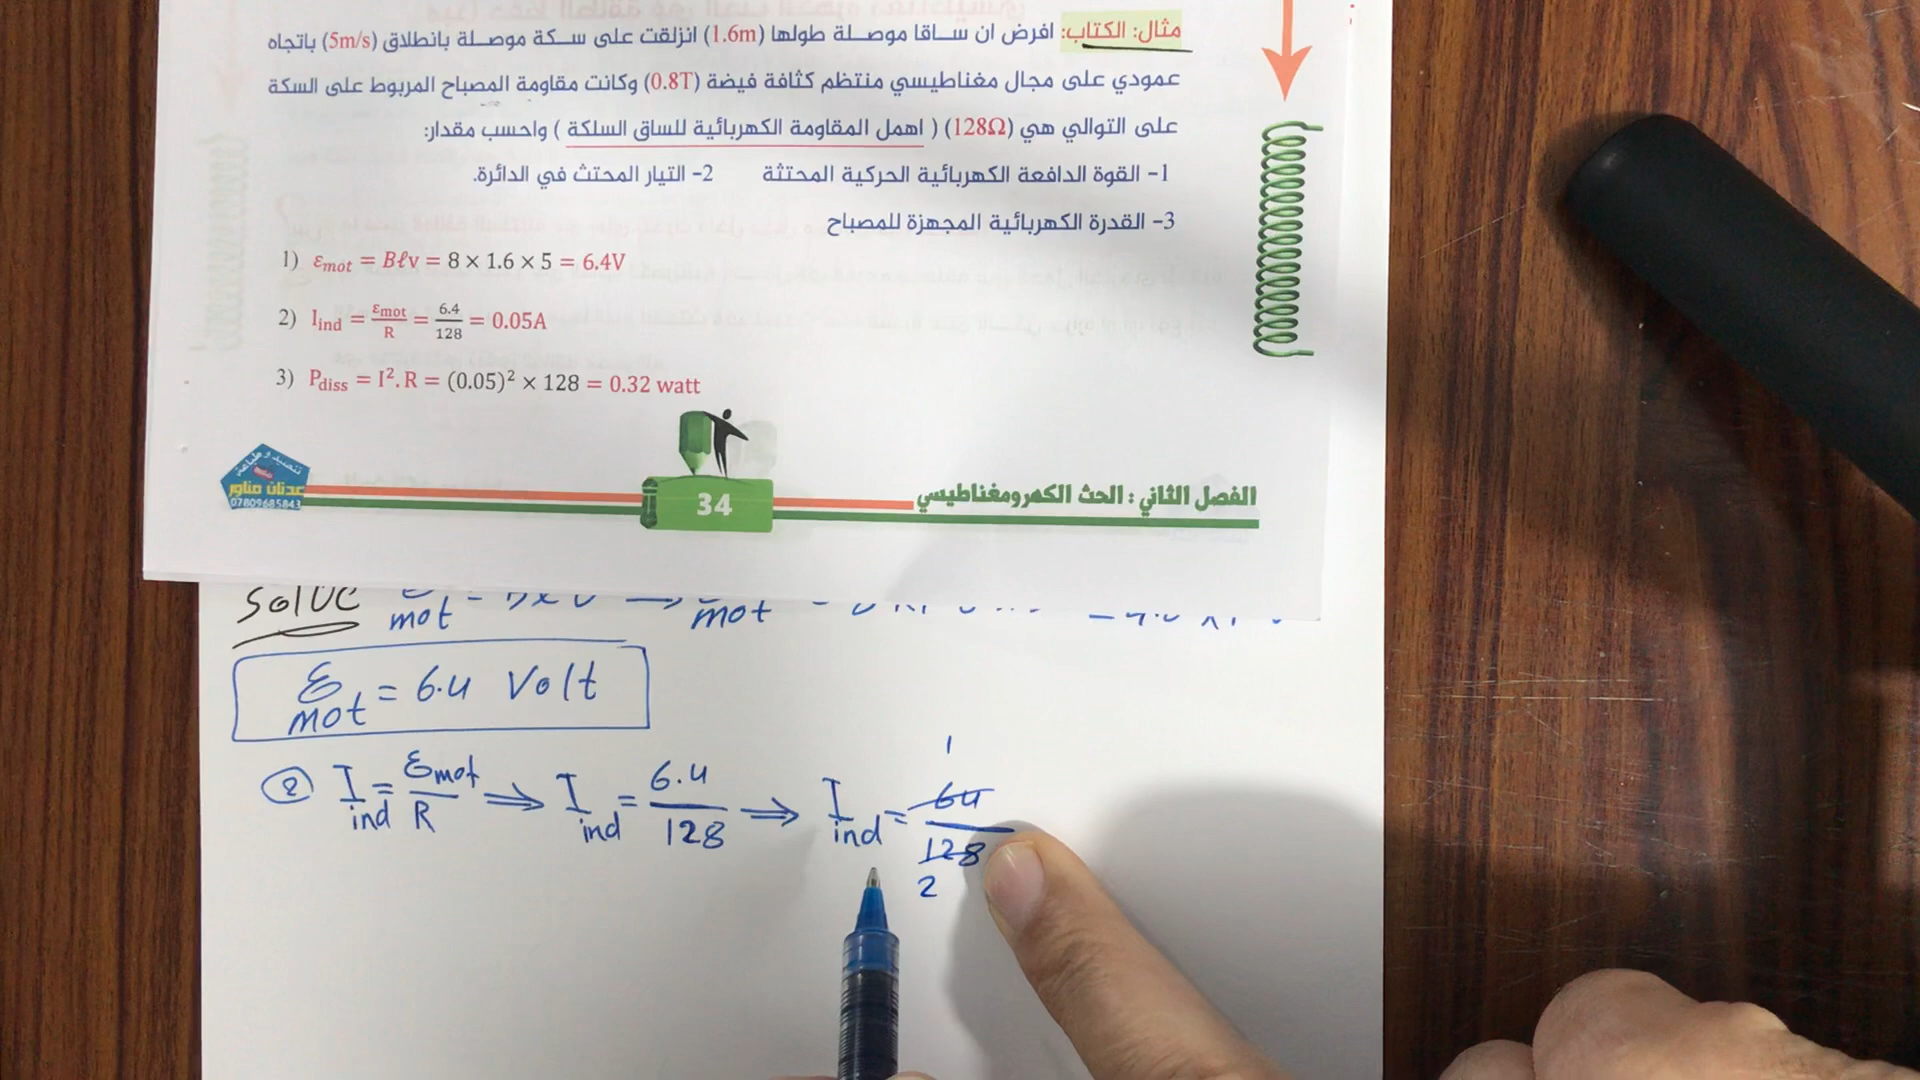 مثال: الكتاب: افرض ان ساقا موصلة طولها (1.6m) انزلقت على سكة موصلة بانطلاق (5m/s) باتجاه
عمودي على مجال مغناطيسي منتظم كثافة فيضة (0.8T) وكانت مقاومة المصباح المربوط على السكة
على التوالي هي (128Ω) ( اهمل المقاومة الكهربائية للساق السلكة ) واحسب مقدار:
1- القوة الدافعة الكهربائية الحركية المحتثة 2- التيار المحتث في الدائرة.
3- القدرة الكهربائية المجهزة للمصباح
1) εmot = Bℓv = 8 × 1.6 × 5 = 6.4V
2) Iind = εmot/R = 6.4/128 = 0.05A
3) Pdiss = I². R = (0.05)² × 128 = 0.32 watt
تنضيد وطباعة
عدنان مناور
07809685843
34
الفصل الثاني : الحث الكهرومغناطيسي
Solve
εmot = 6.4 Volt
② Iind = εmot/R ⇒ Iind = 6.4/128 ⇒ Iind = 64/128
1
2